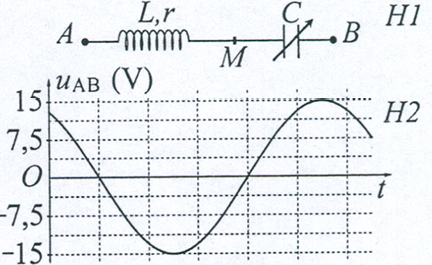 L,r C H1
A M B
u_AB (V)
15 H2
7,5
O t
-7,5
-15